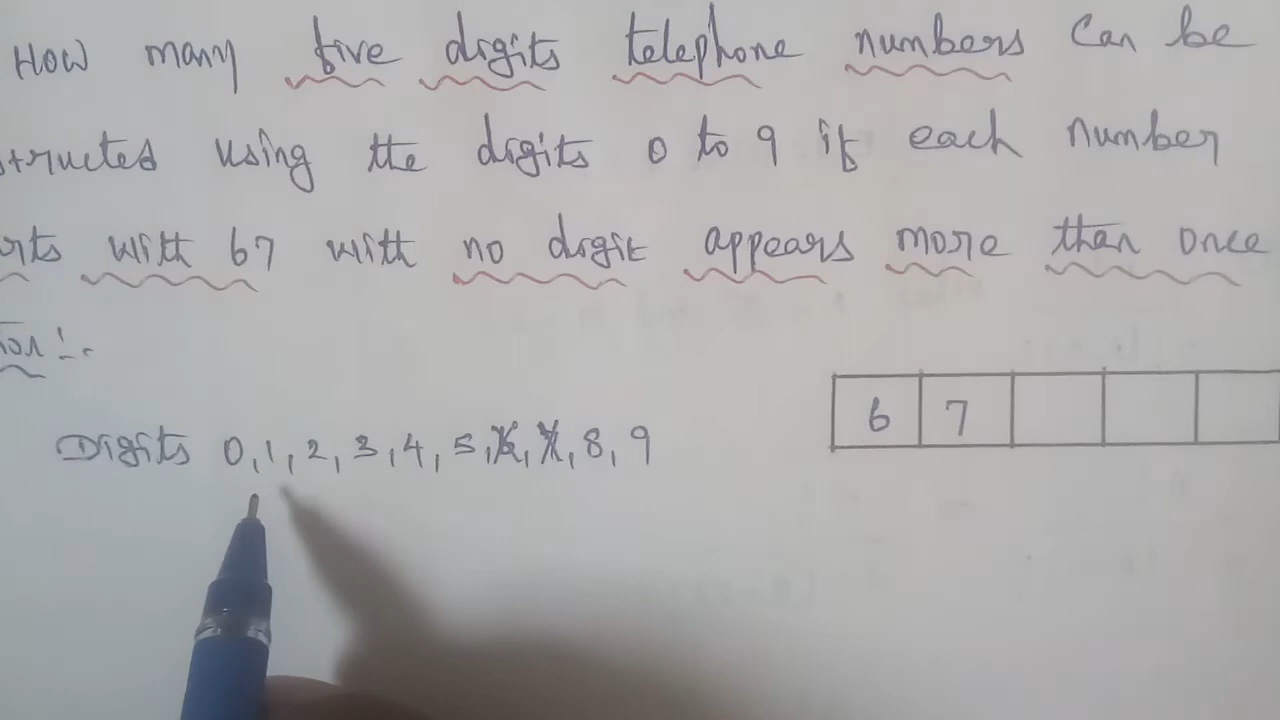 How many five digits telephone numbers can be
structed using the digits 0 to 9 if each number
rts with 67 with no digit appears more than once
ion :-
6 7
Digits 0, 1, 2, 3, 4, 5, 6, 7, 8, 9